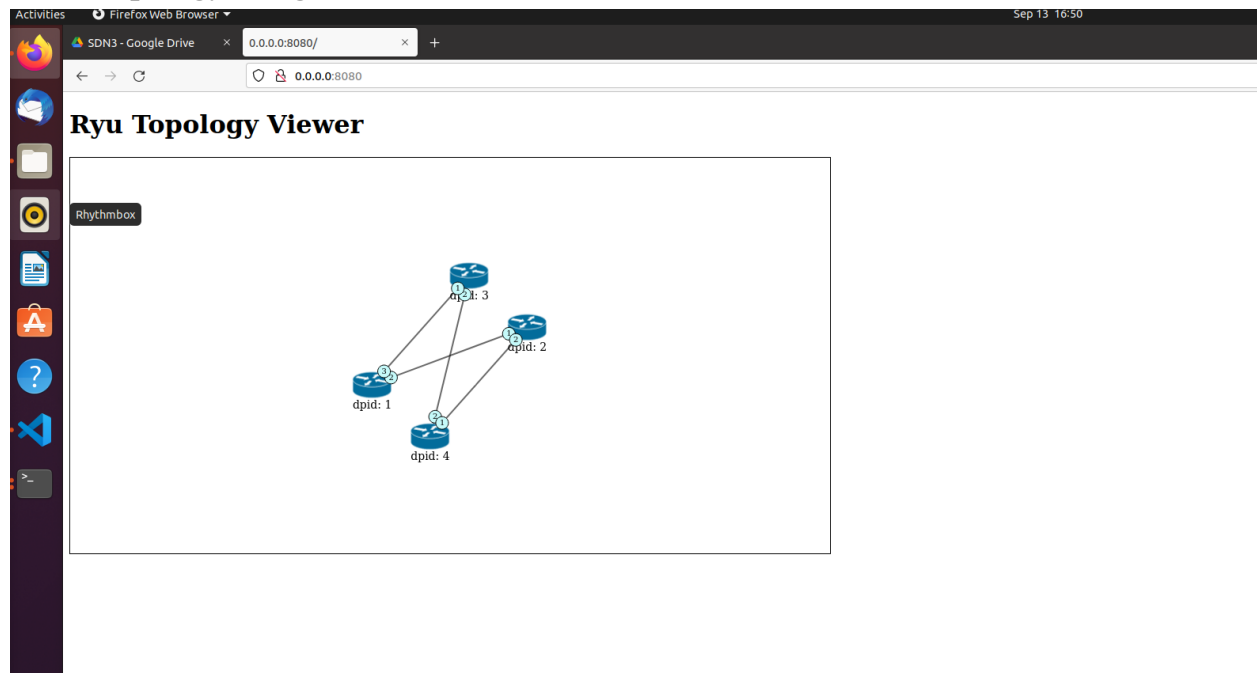 Activities Firefox Web Browser Sep 13 16:50
SDN3 - Google Drive × 0.0.0.0:8080/ × +
0.0.0.0:8080
Ryu Topology Viewer
Rhythmbox
1
2
dpid: 3
1
2
dpid: 2
3
2
dpid: 1
2
1
dpid: 4
A
?
>_